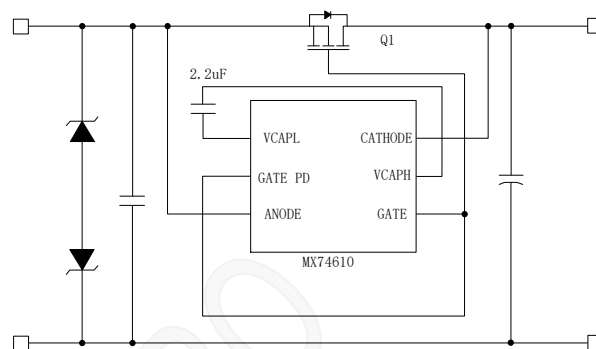 Q1
2.2uF
VCAPL
CATHODE
GATE PD
VCAPH
ANODE
GATE
MX74610